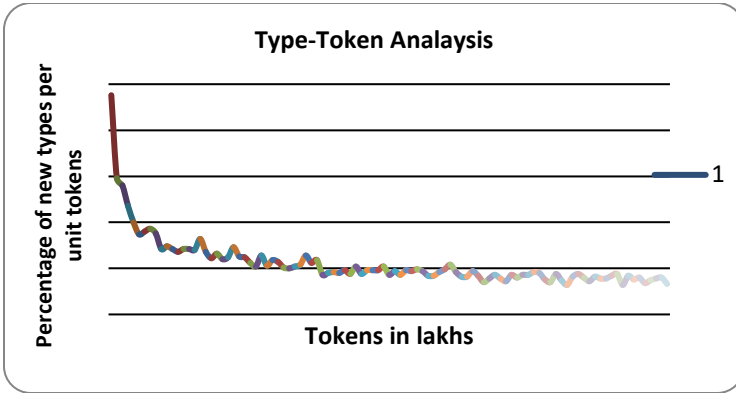 Type-Token Analaysis
Percentage of new types per
unit tokens
1
Tokens in lakhs